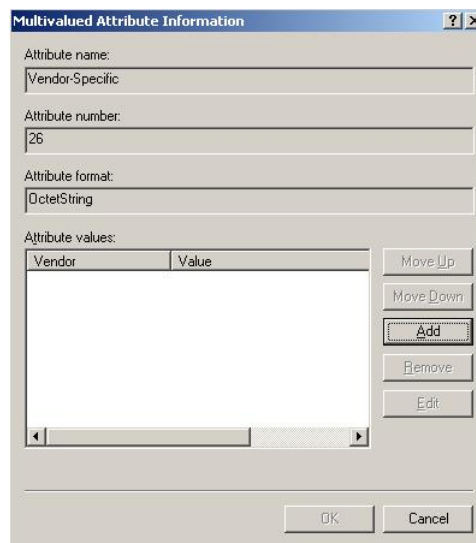 Multivalued Attribute Information
Attribute name:
Vendor-Specific
Attribute number:
26
Attribute format:
OctetString
Attribute values:
Vendor Value
Move Up
Move Down
Add
Remove
Edit
OK Cancel